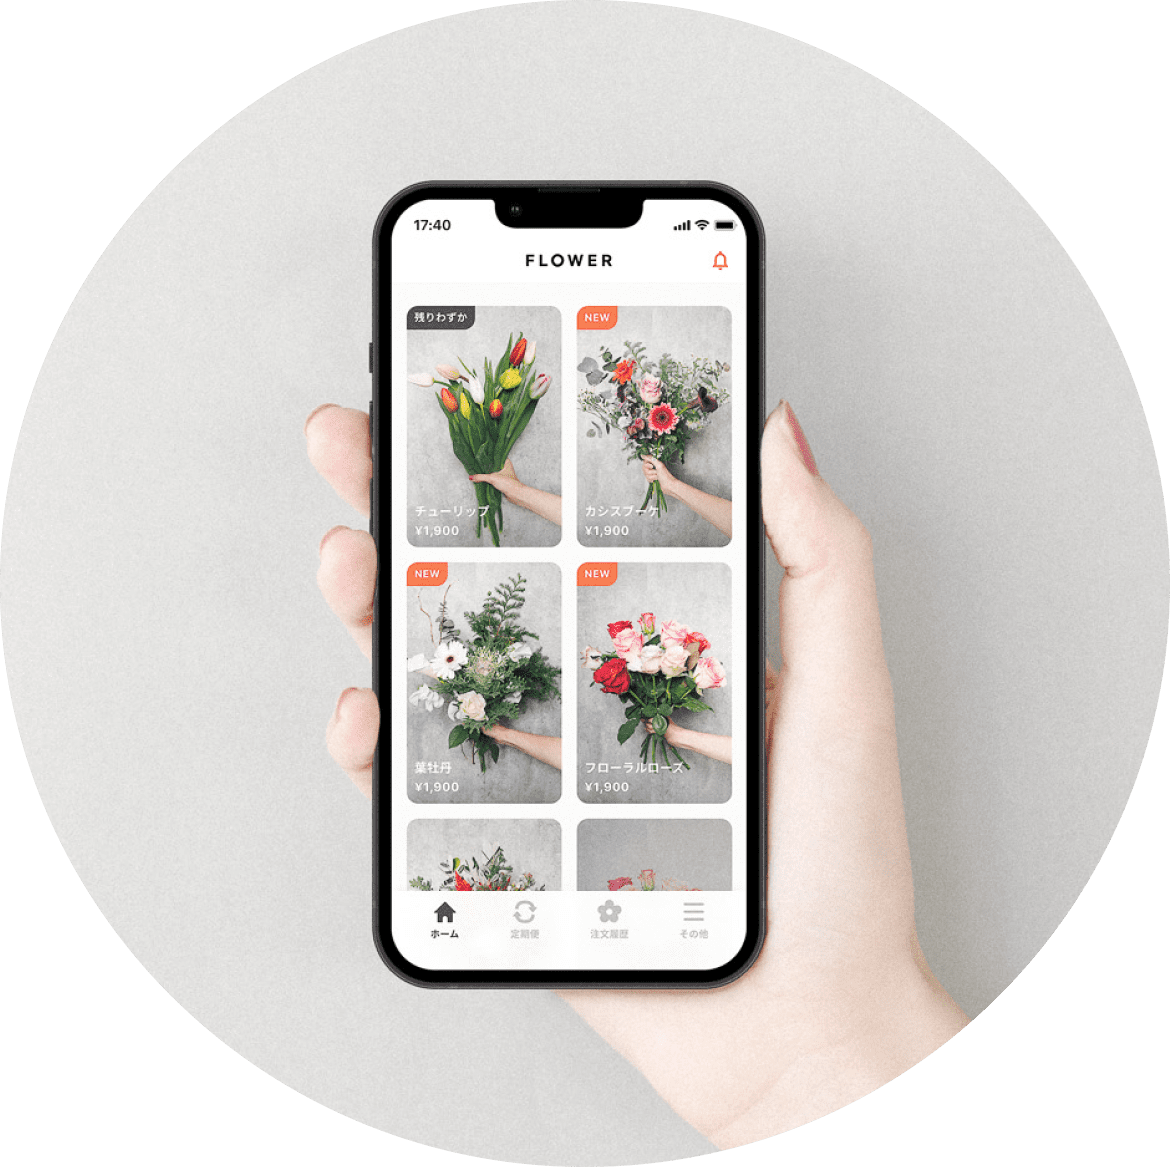 17:40
FLOWER
残りわずか
チューリップ
¥1,900
NEW
カシスブーケ
¥1,900
NEW
葉牡丹
¥1,900
NEW
フローラルローズ
¥1,900
ホーム
定期便
注文履歴
その他